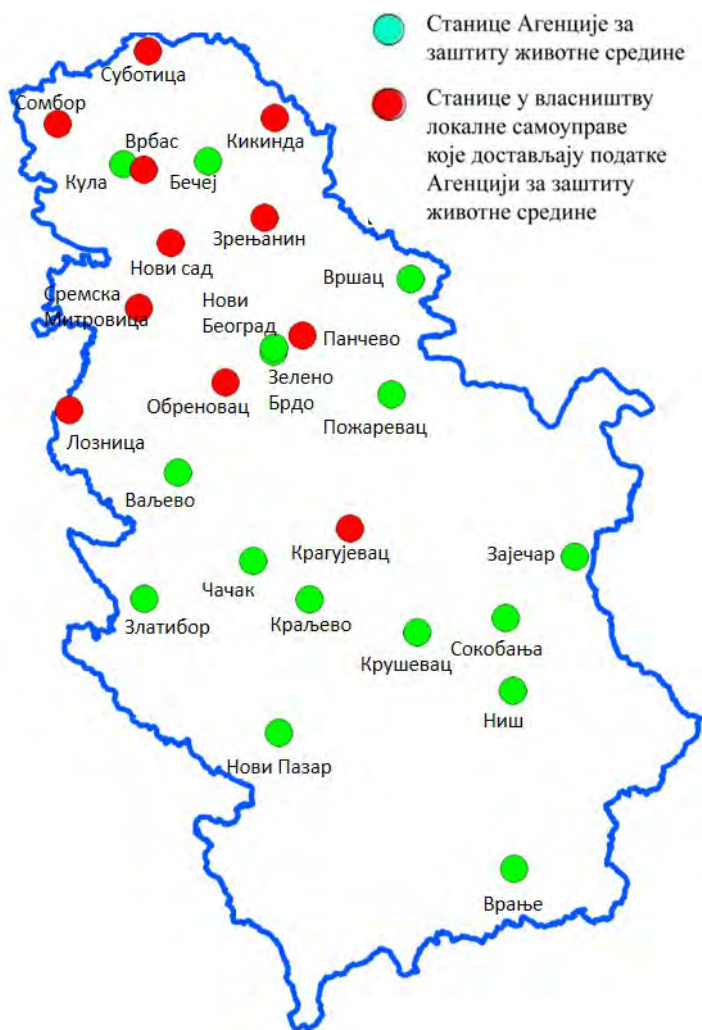 Станице Агенције за
заштиту животне средине
Станице у власништву
локалне самоуправе
које достављају податке
Агенцији за заштиту
животне средине
Суботица
Сомбор
Врбас
Кикинда
Кула
Бечеј
Зрењанин
Нови сад
Вршац
Сремска
Митровица
Нови
Београд
Панчево
Зелено
Брдо
Обреновац
Пожаревац
Лозница
Ваљево
Крагујевац
Зајечар
Чачак
Златибор
Краљево
Сокобања
Крушевац
Ниш
Нови Пазар
Врање